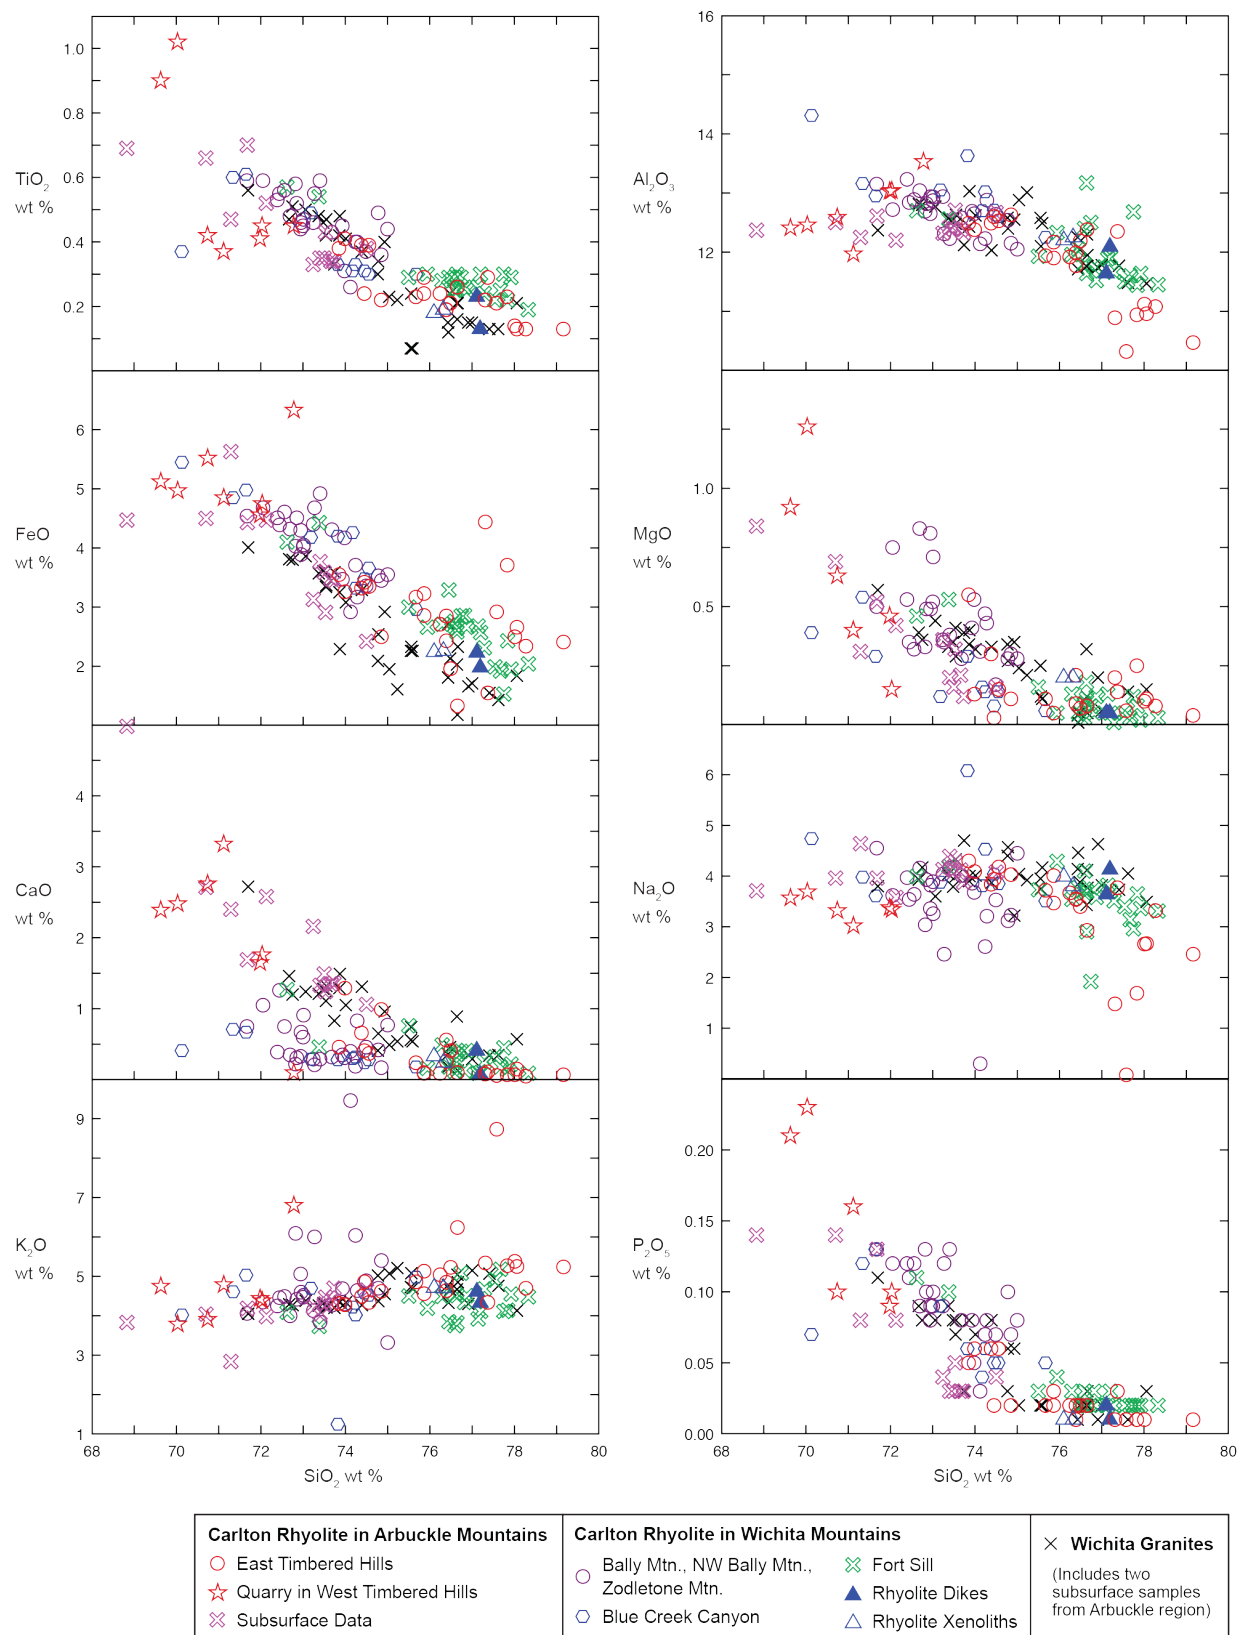 1.0
0.8
0.6
0.4
0.2
TiO2
wt %
16
14
12
Al2O3
wt %
6
5
4
3
2
FeO
wt %
1.0
0.5
MgO
wt %
4
3
2
1
CaO
wt %
6
5
4
3
2
1
Na2O
wt %
9
7
5
3
1
K2O
wt %
0.20
0.15
0.10
0.05
0.00
P2O5
wt %
68 70 72 74 76 78 80
SiO2 wt %
68 70 72 74 76 78 80
SiO2 wt %
Carlton Rhyolite in Arbuckle Mountains
East Timbered Hills
Quarry in West Timbered Hills
Subsurface Data
Carlton Rhyolite in Wichita Mountains
Bally Mtn., NW Bally Mtn.,
Zodletone Mtn.
Blue Creek Canyon
Fort Sill
Rhyolite Dikes
Rhyolite Xenoliths
Wichita Granites
(Includes two
subsurface samples
from Arbuckle region)